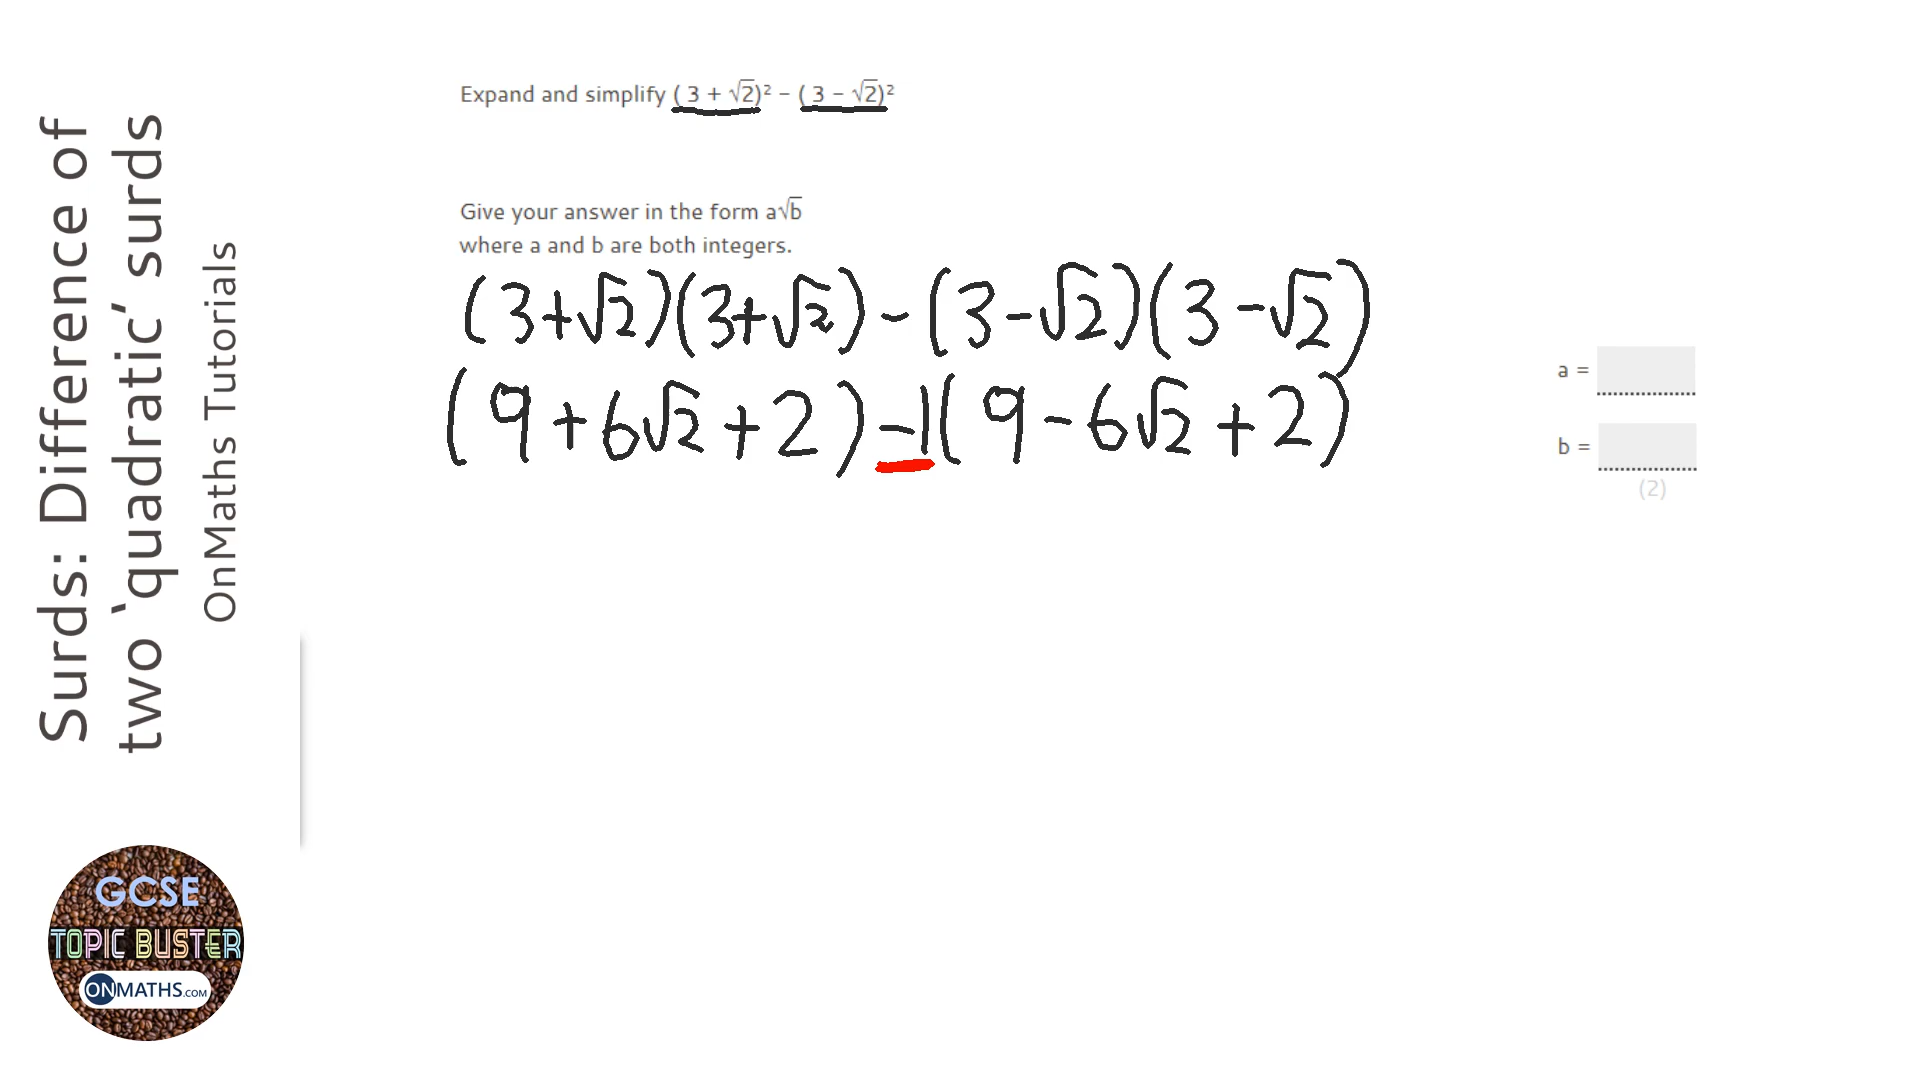 Surds: Difference of
two ‘quadratic’ surds
OnMaths Tutorials
Expand and simplify ( 3 + √2)² − ( 3 − √2)²
Give your answer in the form a√b
where a and b are both integers.
(3+√2)(3+√2) - (3-√2)(3-√2)
(9+6√2+2) -1(9-6√2+2)
a =
b =
(2)
GCSE
TOPIC BUSTER
ONMATHS.COM